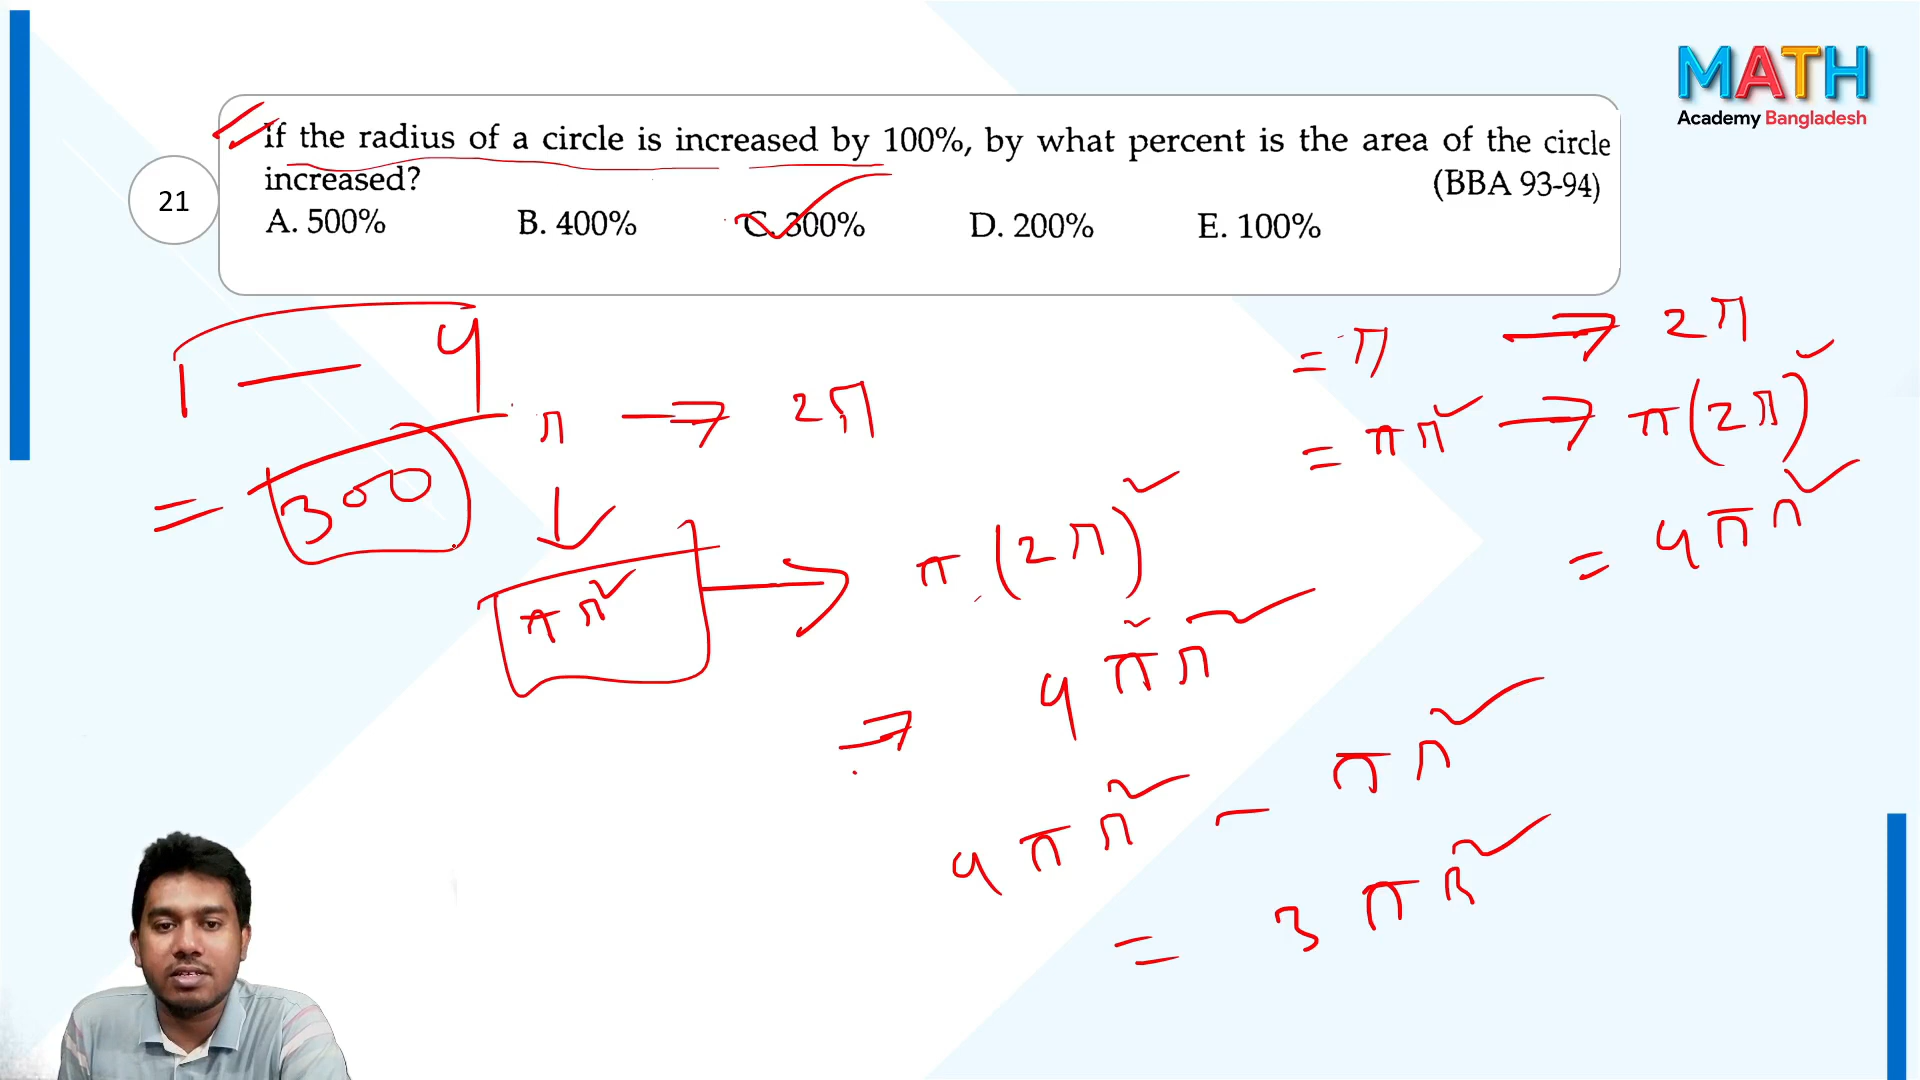 MATH
Academy Bangladesh
21
If the radius of a circle is increased by 100%, by what percent is the area of the circle
increased?
(BBA 93-94)
A. 500% B. 400% C. 300% D. 200% E. 100%
1 — 4
= 300
r → 2r
πr² → π(2r)²
⇒ 4πr²
4πr² - πr²
= 3πr²
= r → 2r
= πr² → π(2r)²
= 4πr²